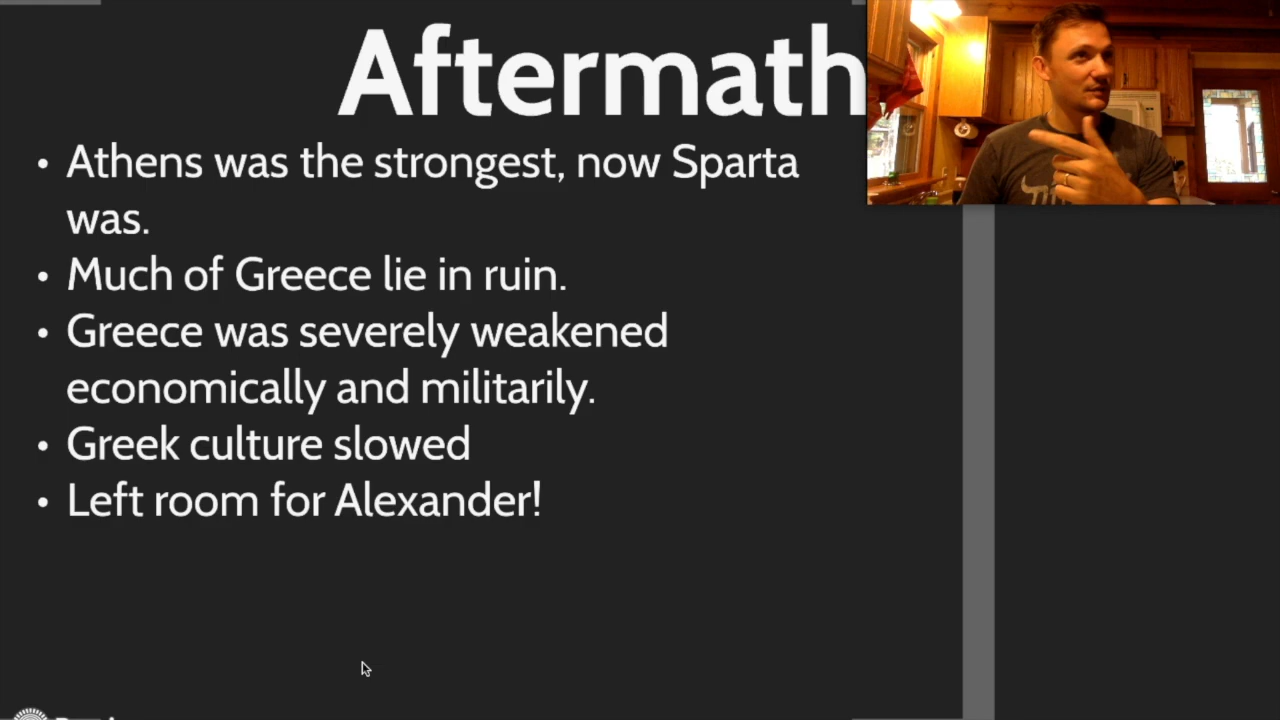 Aftermath
• Athens was the strongest, now Sparta
was.
• Much of Greece lie in ruin.
• Greece was severely weakened
economically and militarily.
• Greek culture slowed
• Left room for Alexander!